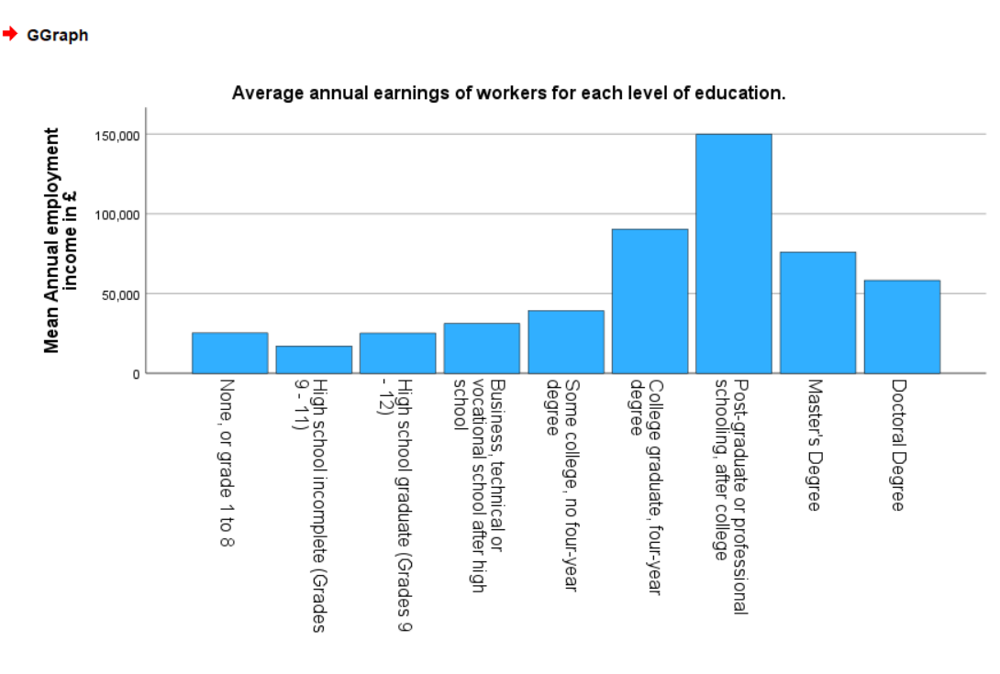 GGraph
Average annual earnings of workers for each level of education.
Mean Annual employment
income in £
150,000
100,000
50,000
0
None, or grade 1 to 8
High school incomplete (Grades
9 - 11)
High school graduate (Grades 9
- 12)
Business, technical or
vocational school after high
school
Some college, no four-year
degree
College graduate, four-year
degree
Post-graduate or professional
schooling, after college
Master's Degree
Doctoral Degree